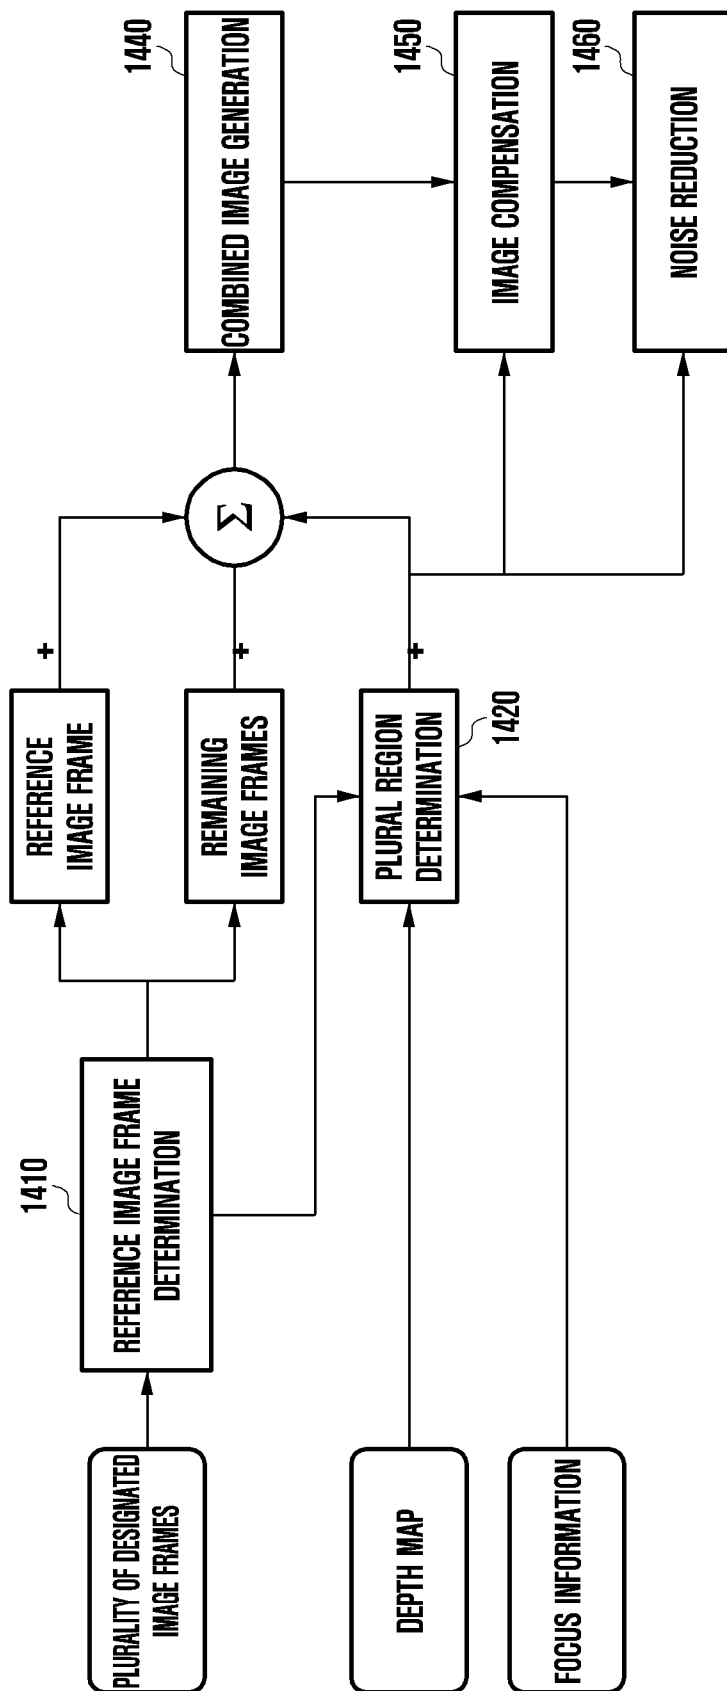 PLURALITY OF DESIGNATED
IMAGE FRAMES
DEPTH MAP
FOCUS INFORMATION
1410
REFERENCE IMAGE FRAME
DETERMINATION
REFERENCE
IMAGE FRAME
REMAINING
IMAGE FRAMES
PLURAL REGION
DETERMINATION
1420
+
+
+
Σ
1440
COMBINED IMAGE GENERATION
1450
IMAGE COMPENSATION
1460
NOISE REDUCTION